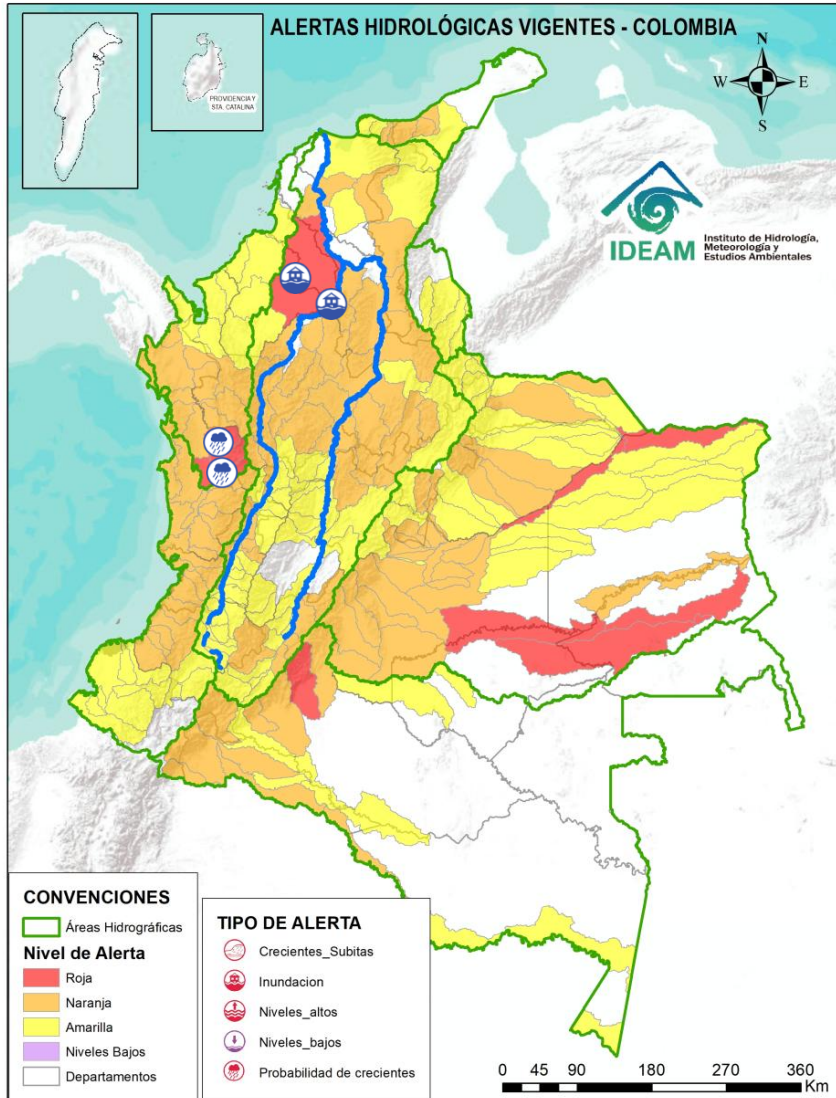 ALERTAS HIDROLÓGICAS VIGENTES - COLOMBIA
PROVIDENCIA Y
STA. CATALINA
N
W
E
S
IDEAM
Instituto de Hidrología,
Meteorología y
Estudios Ambientales
CONVENCIONES
Áreas Hidrográficas
Nivel de Alerta
Roja
Naranja
Amarilla
Niveles Bajos
Departamentos
TIPO DE ALERTA
Crecientes_Subitas
Inundacion
Niveles_altos
Niveles_bajos
Probabilidad de crecientes
0 45 90 180 270 360
Km